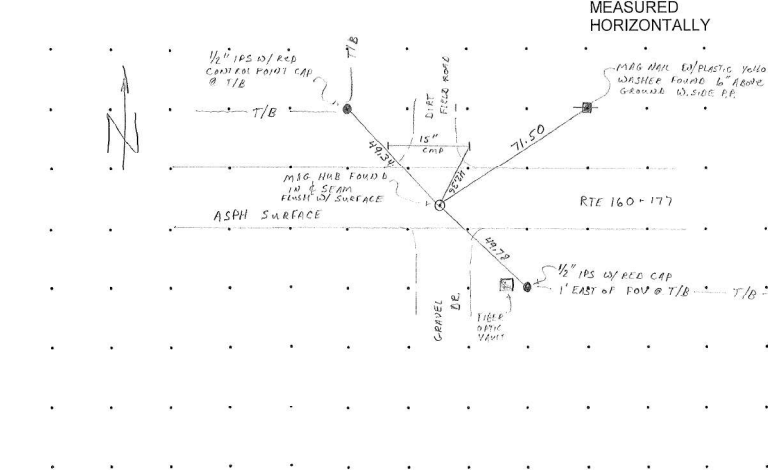 MEASURED
HORIZONTALLY
1/2" IPS W/ RED
CONTROL POINT CAP
@ T/B
T/B
MAG NAIL W/PLASTIC Yello
WASHER FOUND 6" ABOVE
GROUND W. SIDE P.P.
N
T/B
DIRT
FIELD ROAD
15"
CMP
49.34
71.50
MAG HUB FOUND
IN ℄ SEAM
FLUSH W/ SURFACE
RTE 160 + 177
ASPH SURFACE
49.78
1/2" IPS W/ RED CAP
1' EAST OF FOV @ T/B
T/B
GRAVEL
DR.
FIBER
OPTIC
VAULT